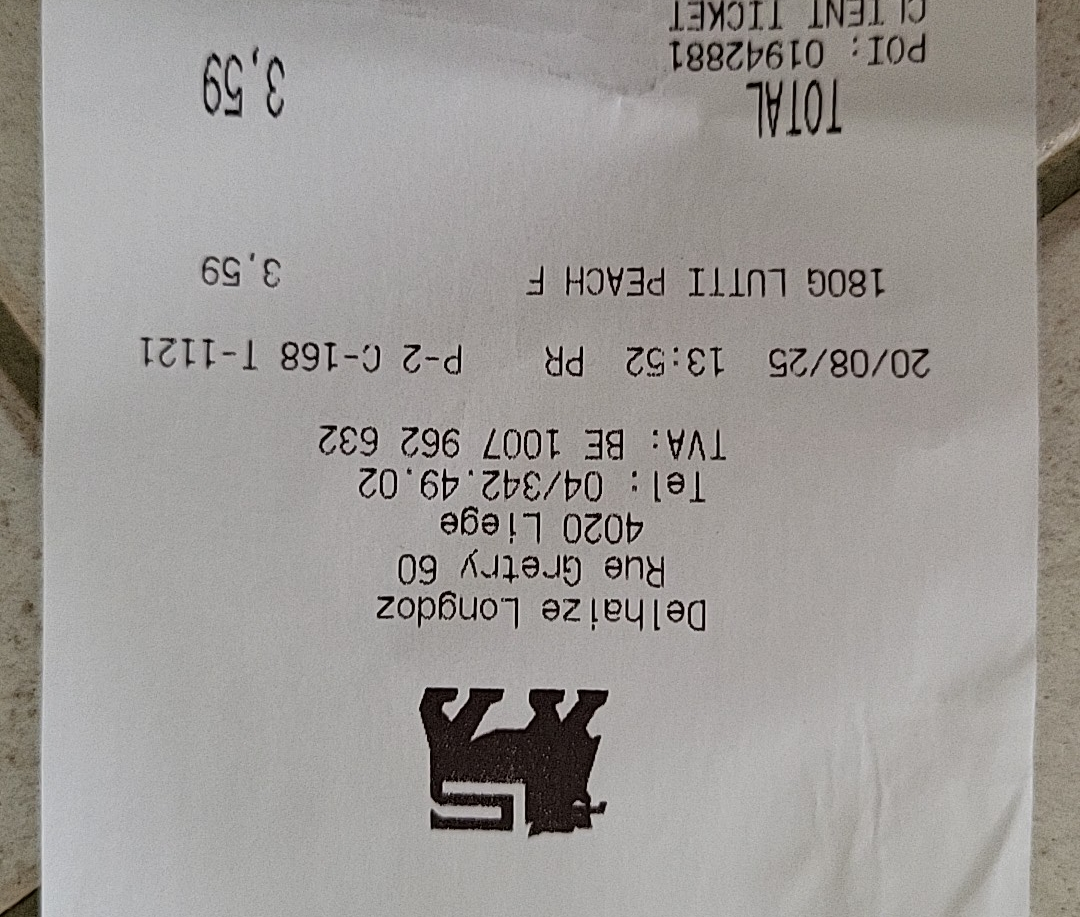 Delhaize Longdoz
Rue Gretry 60
4020 Liege
Tel: 04/342.49.02
TVA: BE 1007 962 632
20/08/25 13:52 PR P-2 C-168 T-1121
180G LUTTI PEACH F 3,59
TOTAL 3,59
POI: 01942881
CLIENT TICKET